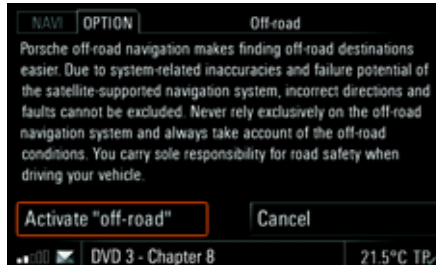 NAVI OPTION Off-road
Porsche off-road navigation makes finding off-road destinations
easier. Due to system-related inaccuracies and failure potential of
the satellite-supported navigation system, incorrect directions and
faults cannot be excluded. Never rely exclusively on the off-road
navigation system and always take account of the off-road
conditions. You carry sole responsibility for road safety when
driving your vehicle.
Activate "off-road" Cancel
DVD 3 - Chapter 8 21.5°C TP